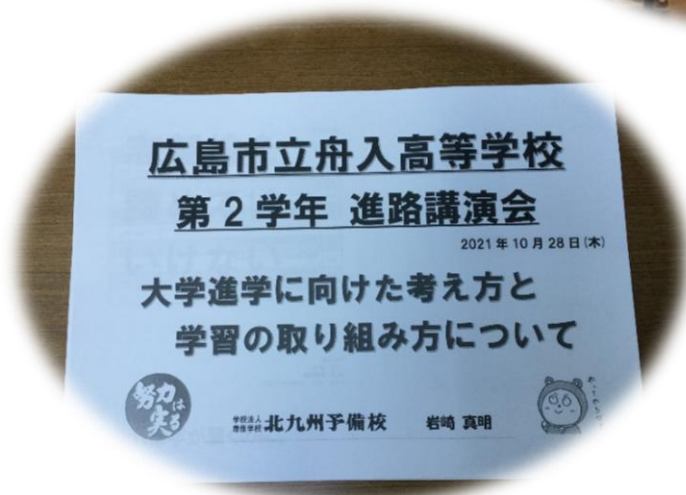 広島市立舟入高等学校
第2学年 進路講演会
2021年10月28日(木)
大学進学に向けた考え方と
学習の取り組み方について
努力は
実る
学校法人
専修学校
北九州予備校 岩崎 真明